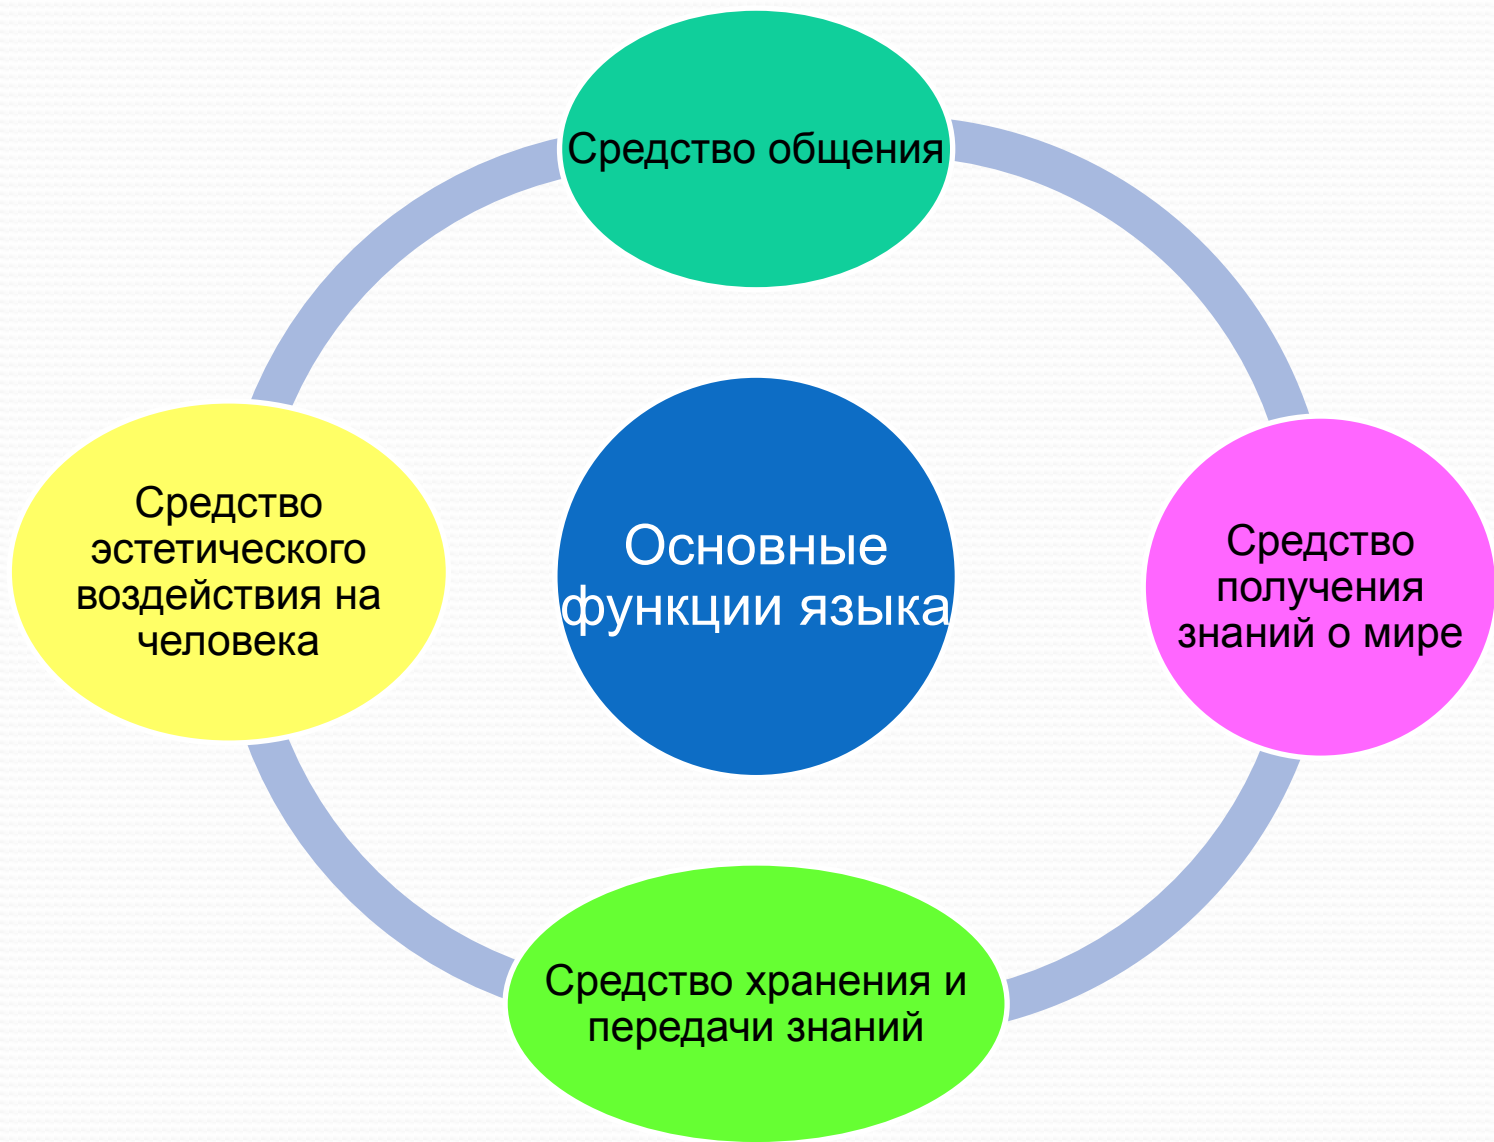 Средство общения
Средство
эстетического
воздействия на
человека
Основные
функции языка
Средство
получения
знаний о мире
Средство хранения и
передачи знаний